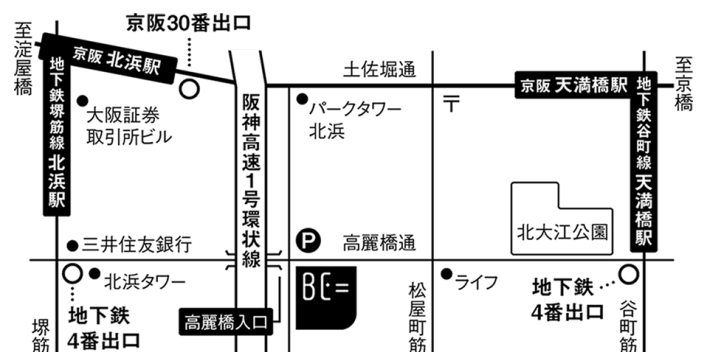 至淀屋橋
京阪30番出口
京阪 北浜駅
地下鉄堺筋線 北浜駅
大阪証券
取引所ビル
阪神高速1号環状線
土佐堀通
パークタワー
北浜
〒
京阪 天満橋駅
至京橋
地下鉄谷町線 天満橋駅
北大江公園
三井住友銀行
P
高麗橋通
北浜タワー
地下鉄
4番出口
堺筋
高麗橋入口
BE=
松屋町筋
ライフ
地下鉄
4番出口
谷町筋